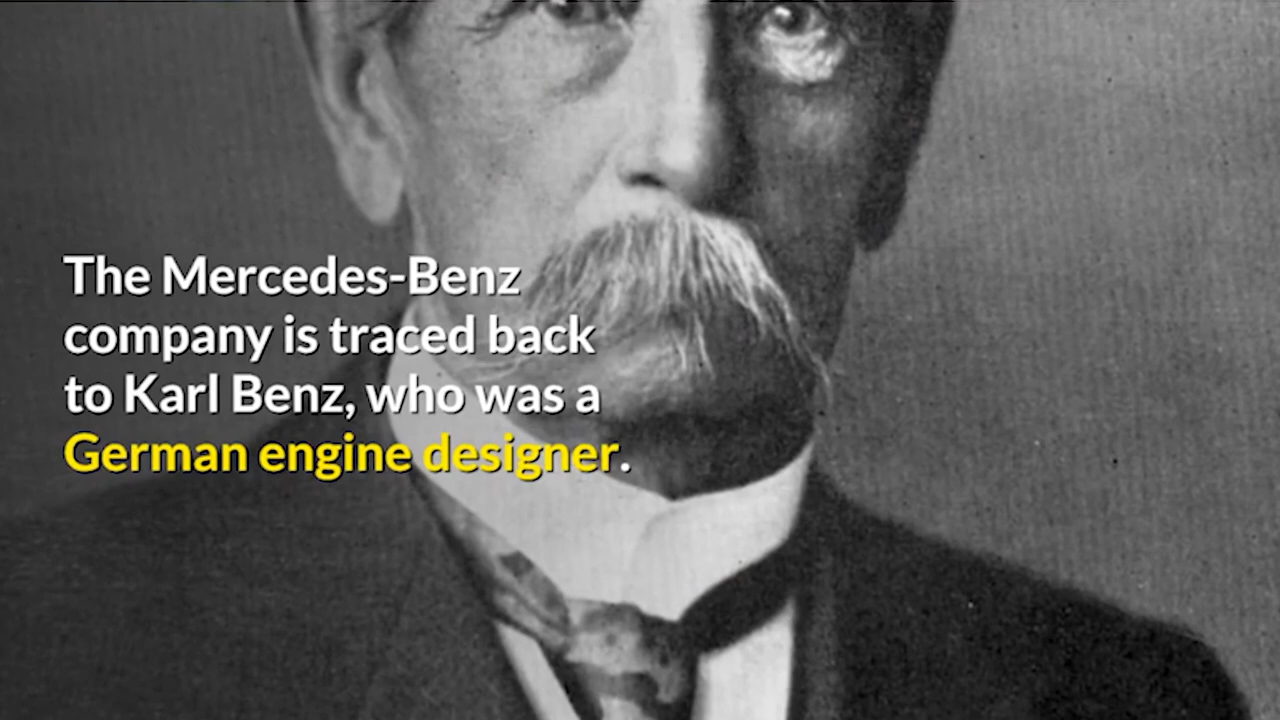 The Mercedes-Benz
company is traced back
to Karl Benz, who was a
German engine designer.